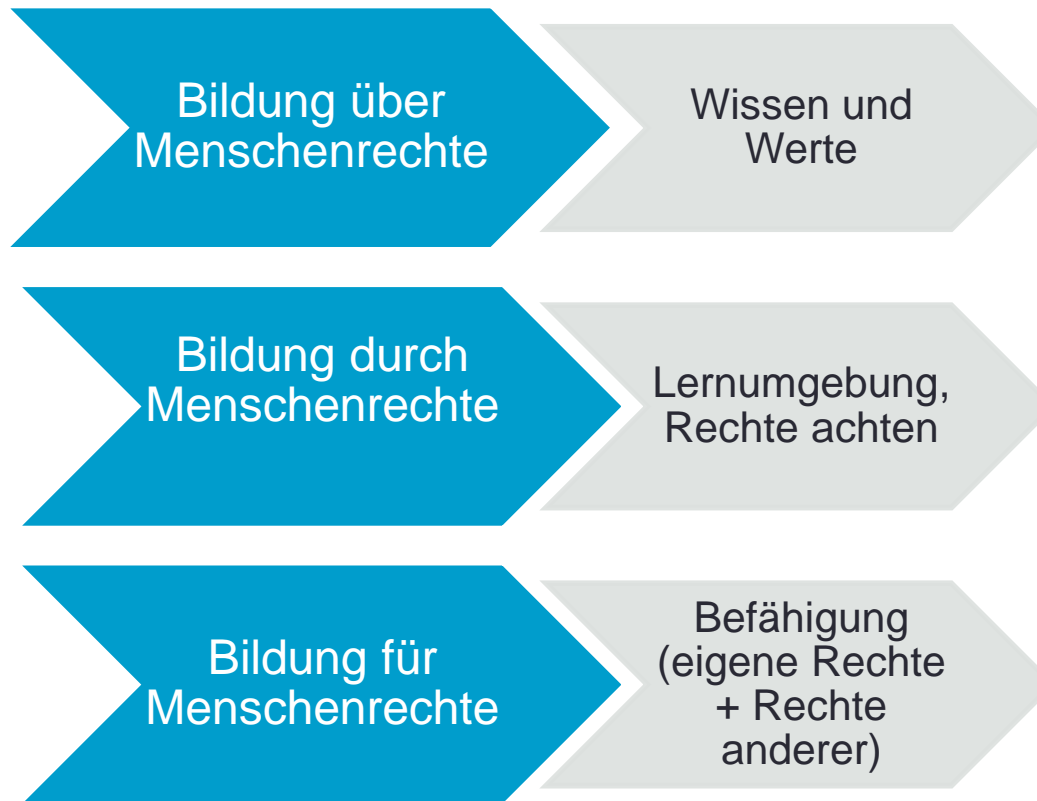 Bildung über
Menschenrechte
Wissen und
Werte
Bildung durch
Menschenrechte
Lernumgebung,
Rechte achten
Bildung für
Menschenrechte
Befähigung
(eigene Rechte
+ Rechte
anderer)